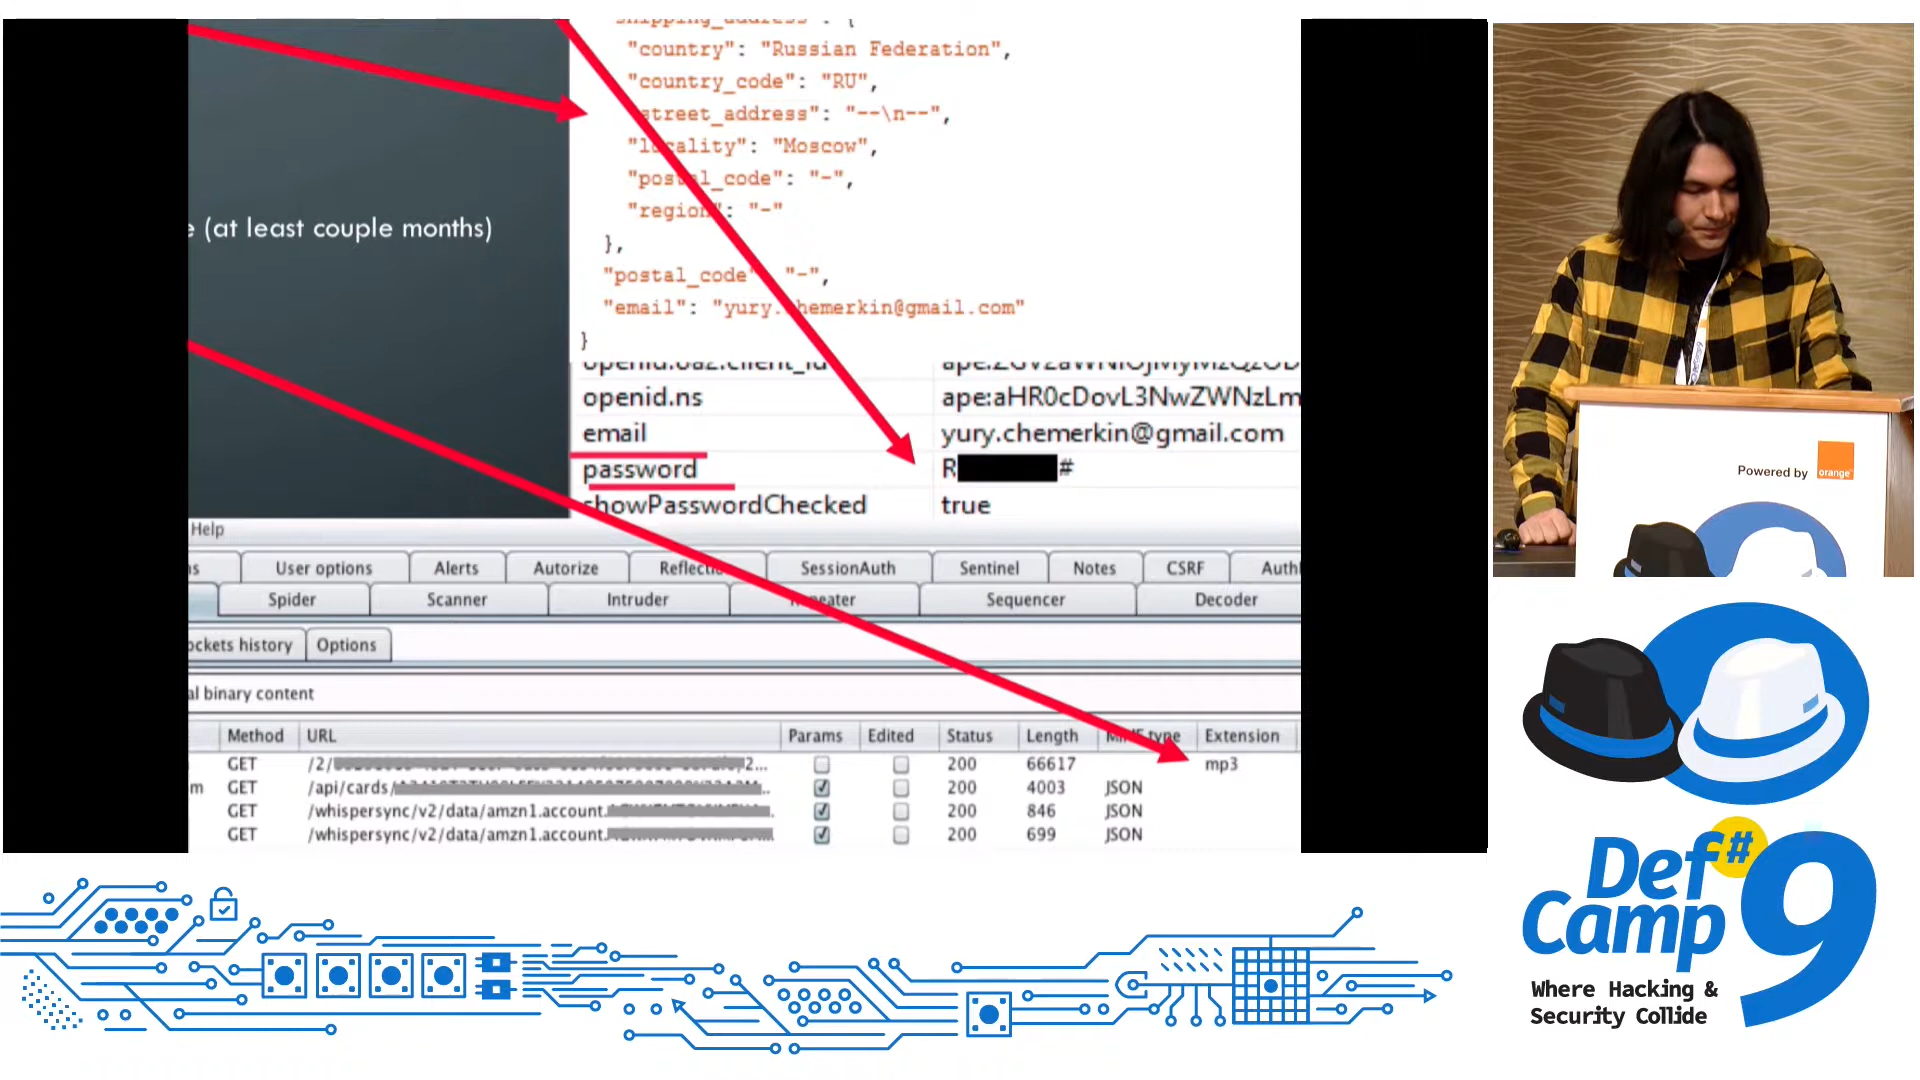 "shipping_address": {
"country": "Russian Federation",
"country_code": "RU",
street_address": "--\n--",
"locality": "Moscow",
"postal_code": "-",
"region": "-"
},
"postal_code": "-",
"email": "yury.chemerkin@gmail.com"
}
(at least couple months)
openid.oa2.client_id
openid.ns ape:aHR0cDovL3NwZWNzLm
email yury.chemerkin@gmail.com
password R #
showPasswordChecked true
Help
User options Alerts Autorize Reflection SessionAuth Sentinel Notes CSRF
Spider Scanner Intruder Repeater Sequencer Decoder
ockets history Options
al binary content
Method URL Params Edited Status Length MIME type Extension
GET /2/ 2... 200 66617 mp3
m GET /api/cards/ .. 200 4003 JSON
GET /whispersync/v2/data/amzn1.account. . 200 846 JSON
GET /whispersync/v2/data/amzn1.account. 200 699 JSON
Powered by orange
Def
Camp
#9
Where Hacking &
Security Collide